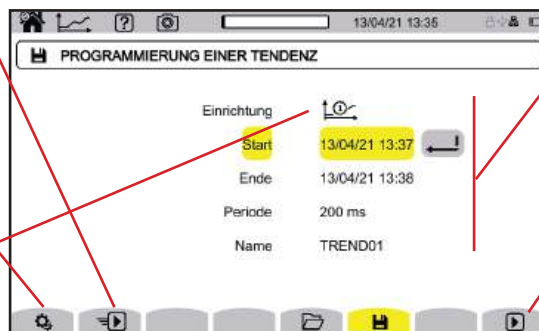 ? 13/04/21 13:35
PROGRAMMIERUNG EINER TENDENZ
Einrichtung 1
Start 13/04/21 13:37
Ende 13/04/21 13:38
Periode 200 ms
Name TREND01